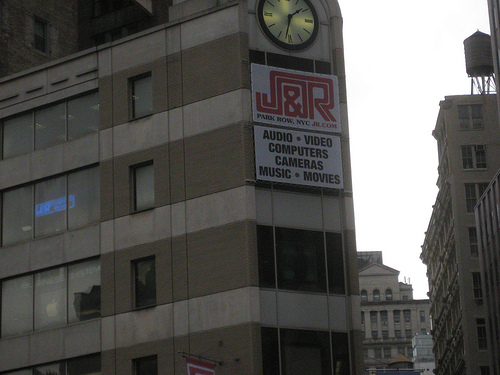 J&R
PARK ROW, NYC JR.COM
AUDIO • VIDEO
COMPUTERS
CAMERAS
MUSIC • MOVIES